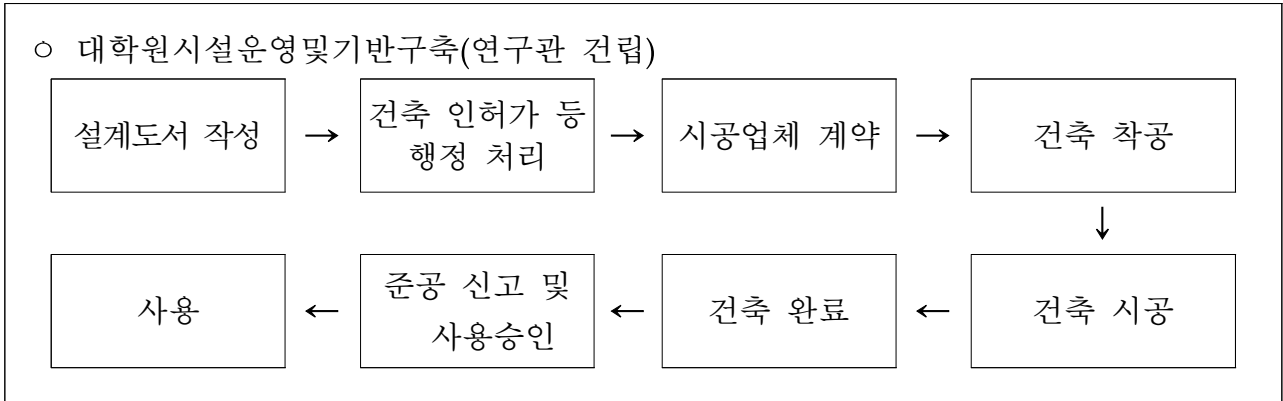 ○ 대학원시설운영및기반구축(연구관 건립)
설계도서 작성 → 건축 인허가 등 행정 처리 → 시공업체 계약 → 건축 착공
↓
사용 ← 준공 신고 및 사용승인 ← 건축 완료 ← 건축 시공